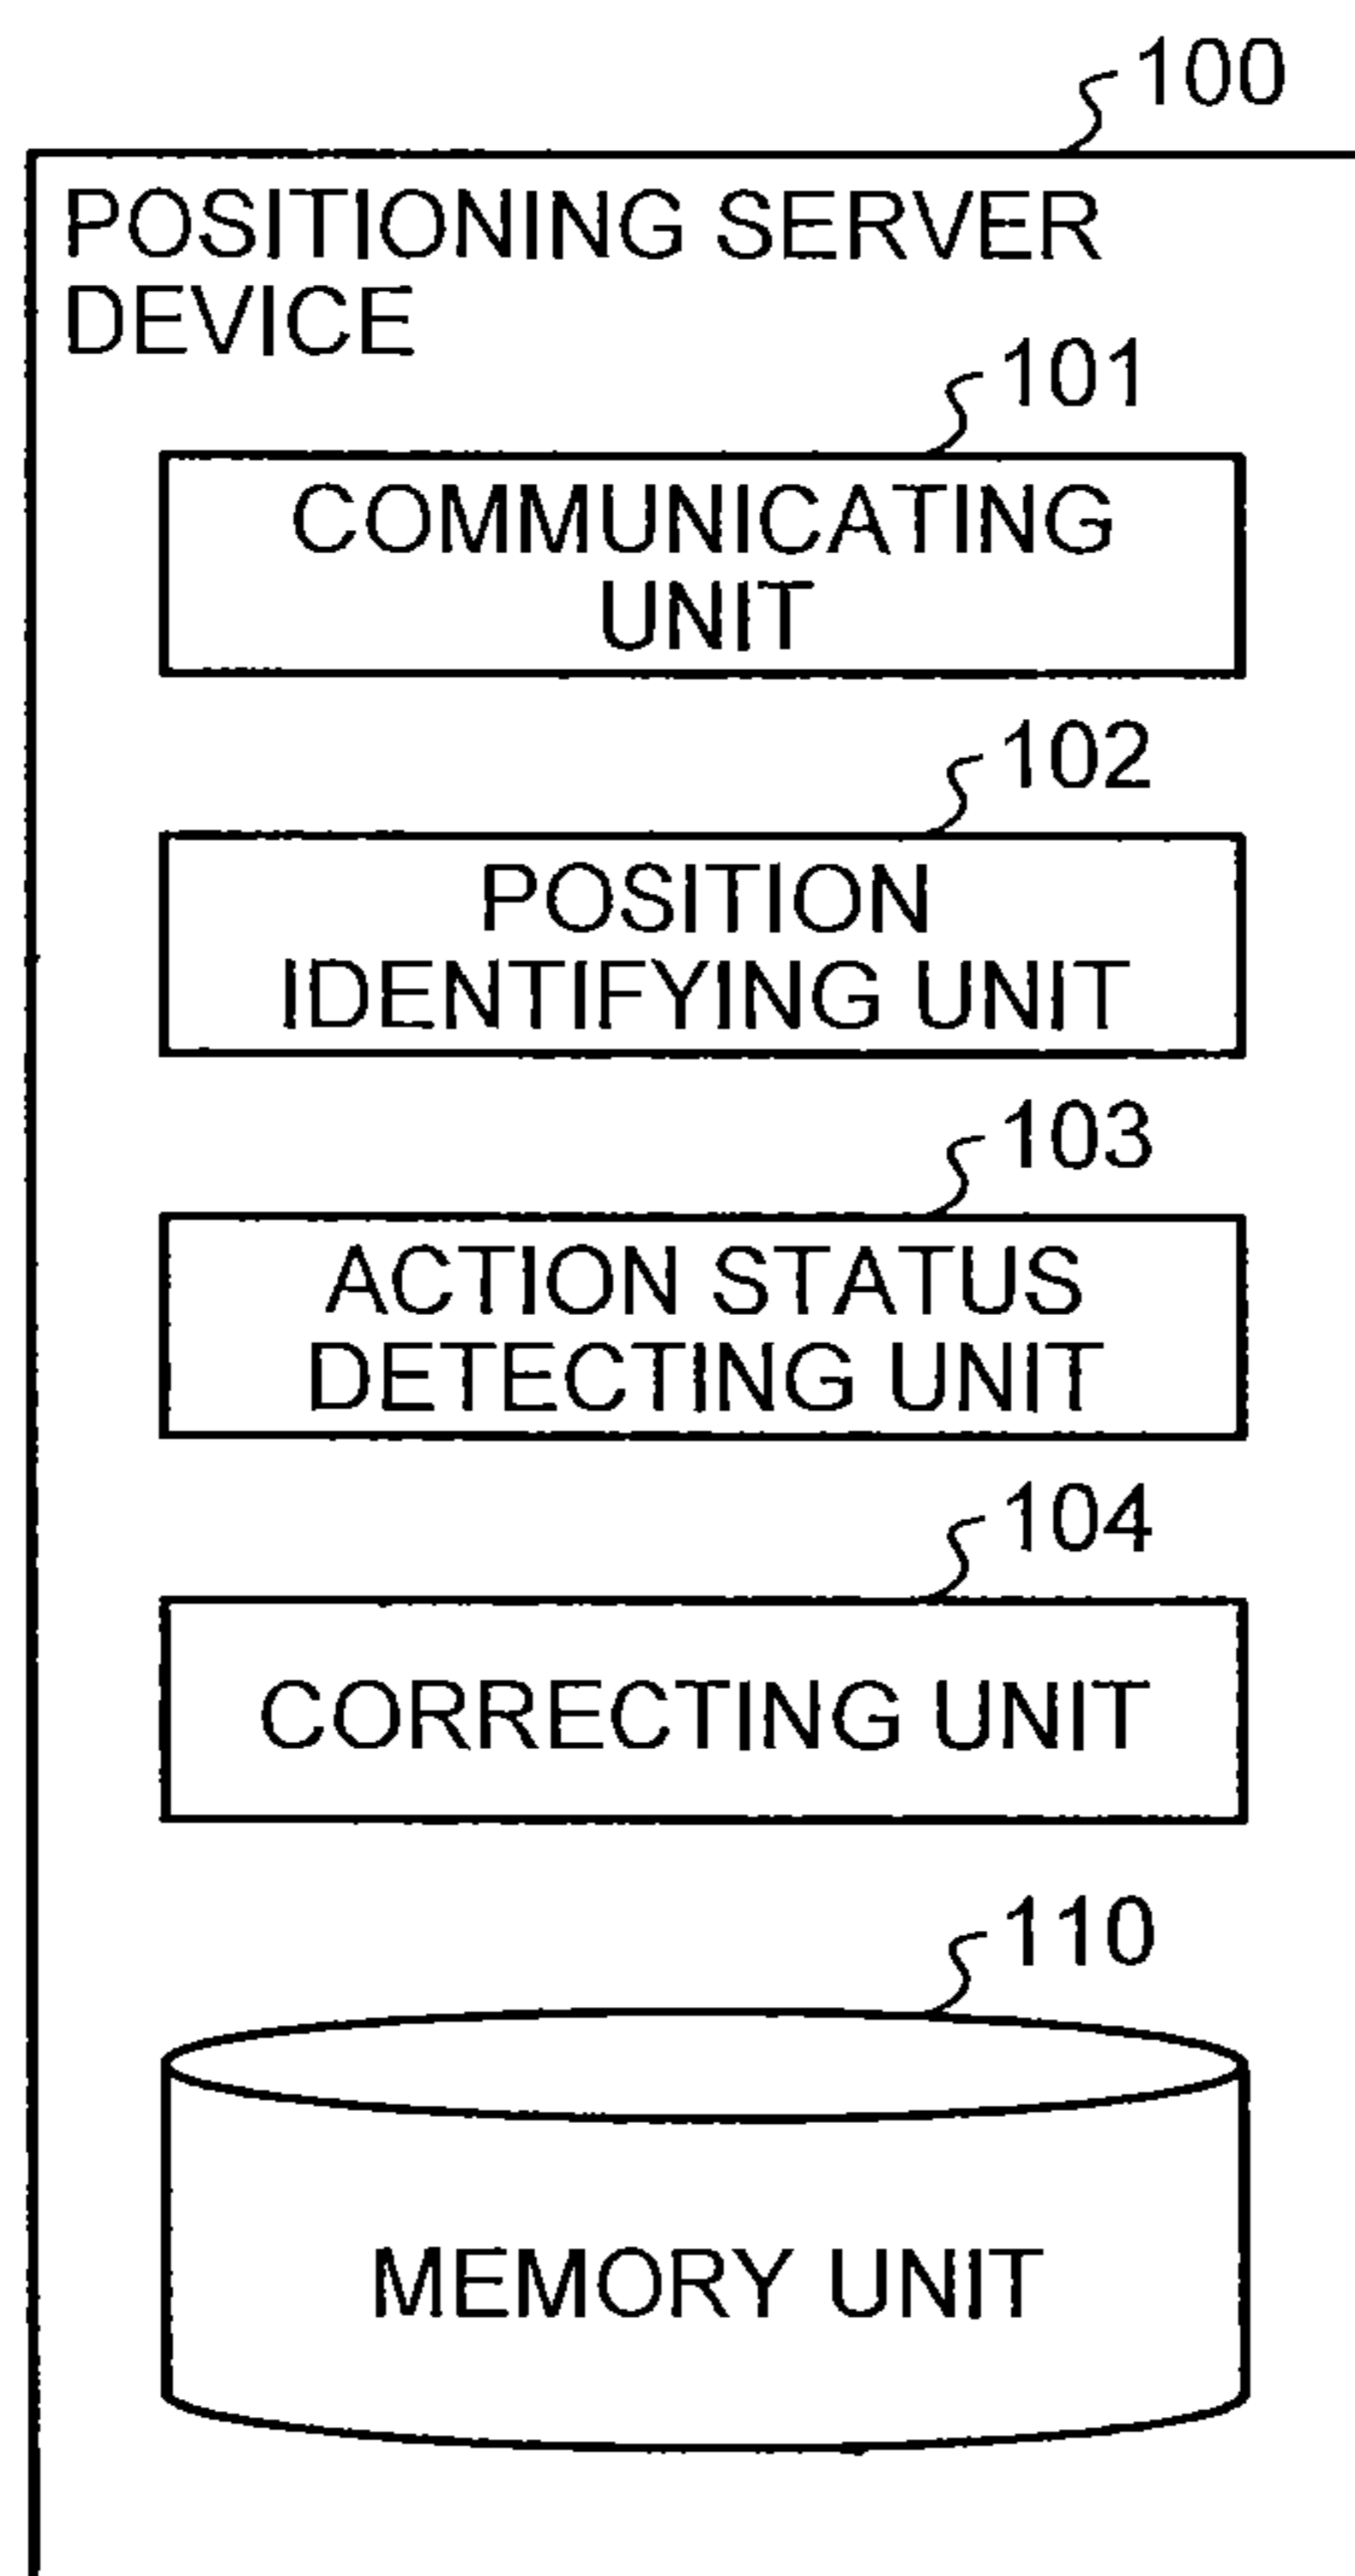 100
POSITIONING SERVER
DEVICE
101
COMMUNICATING
UNIT
102
POSITION
IDENTIFYING UNIT
103
ACTION STATUS
DETECTING UNIT
104
CORRECTING UNIT
110
MEMORY UNIT